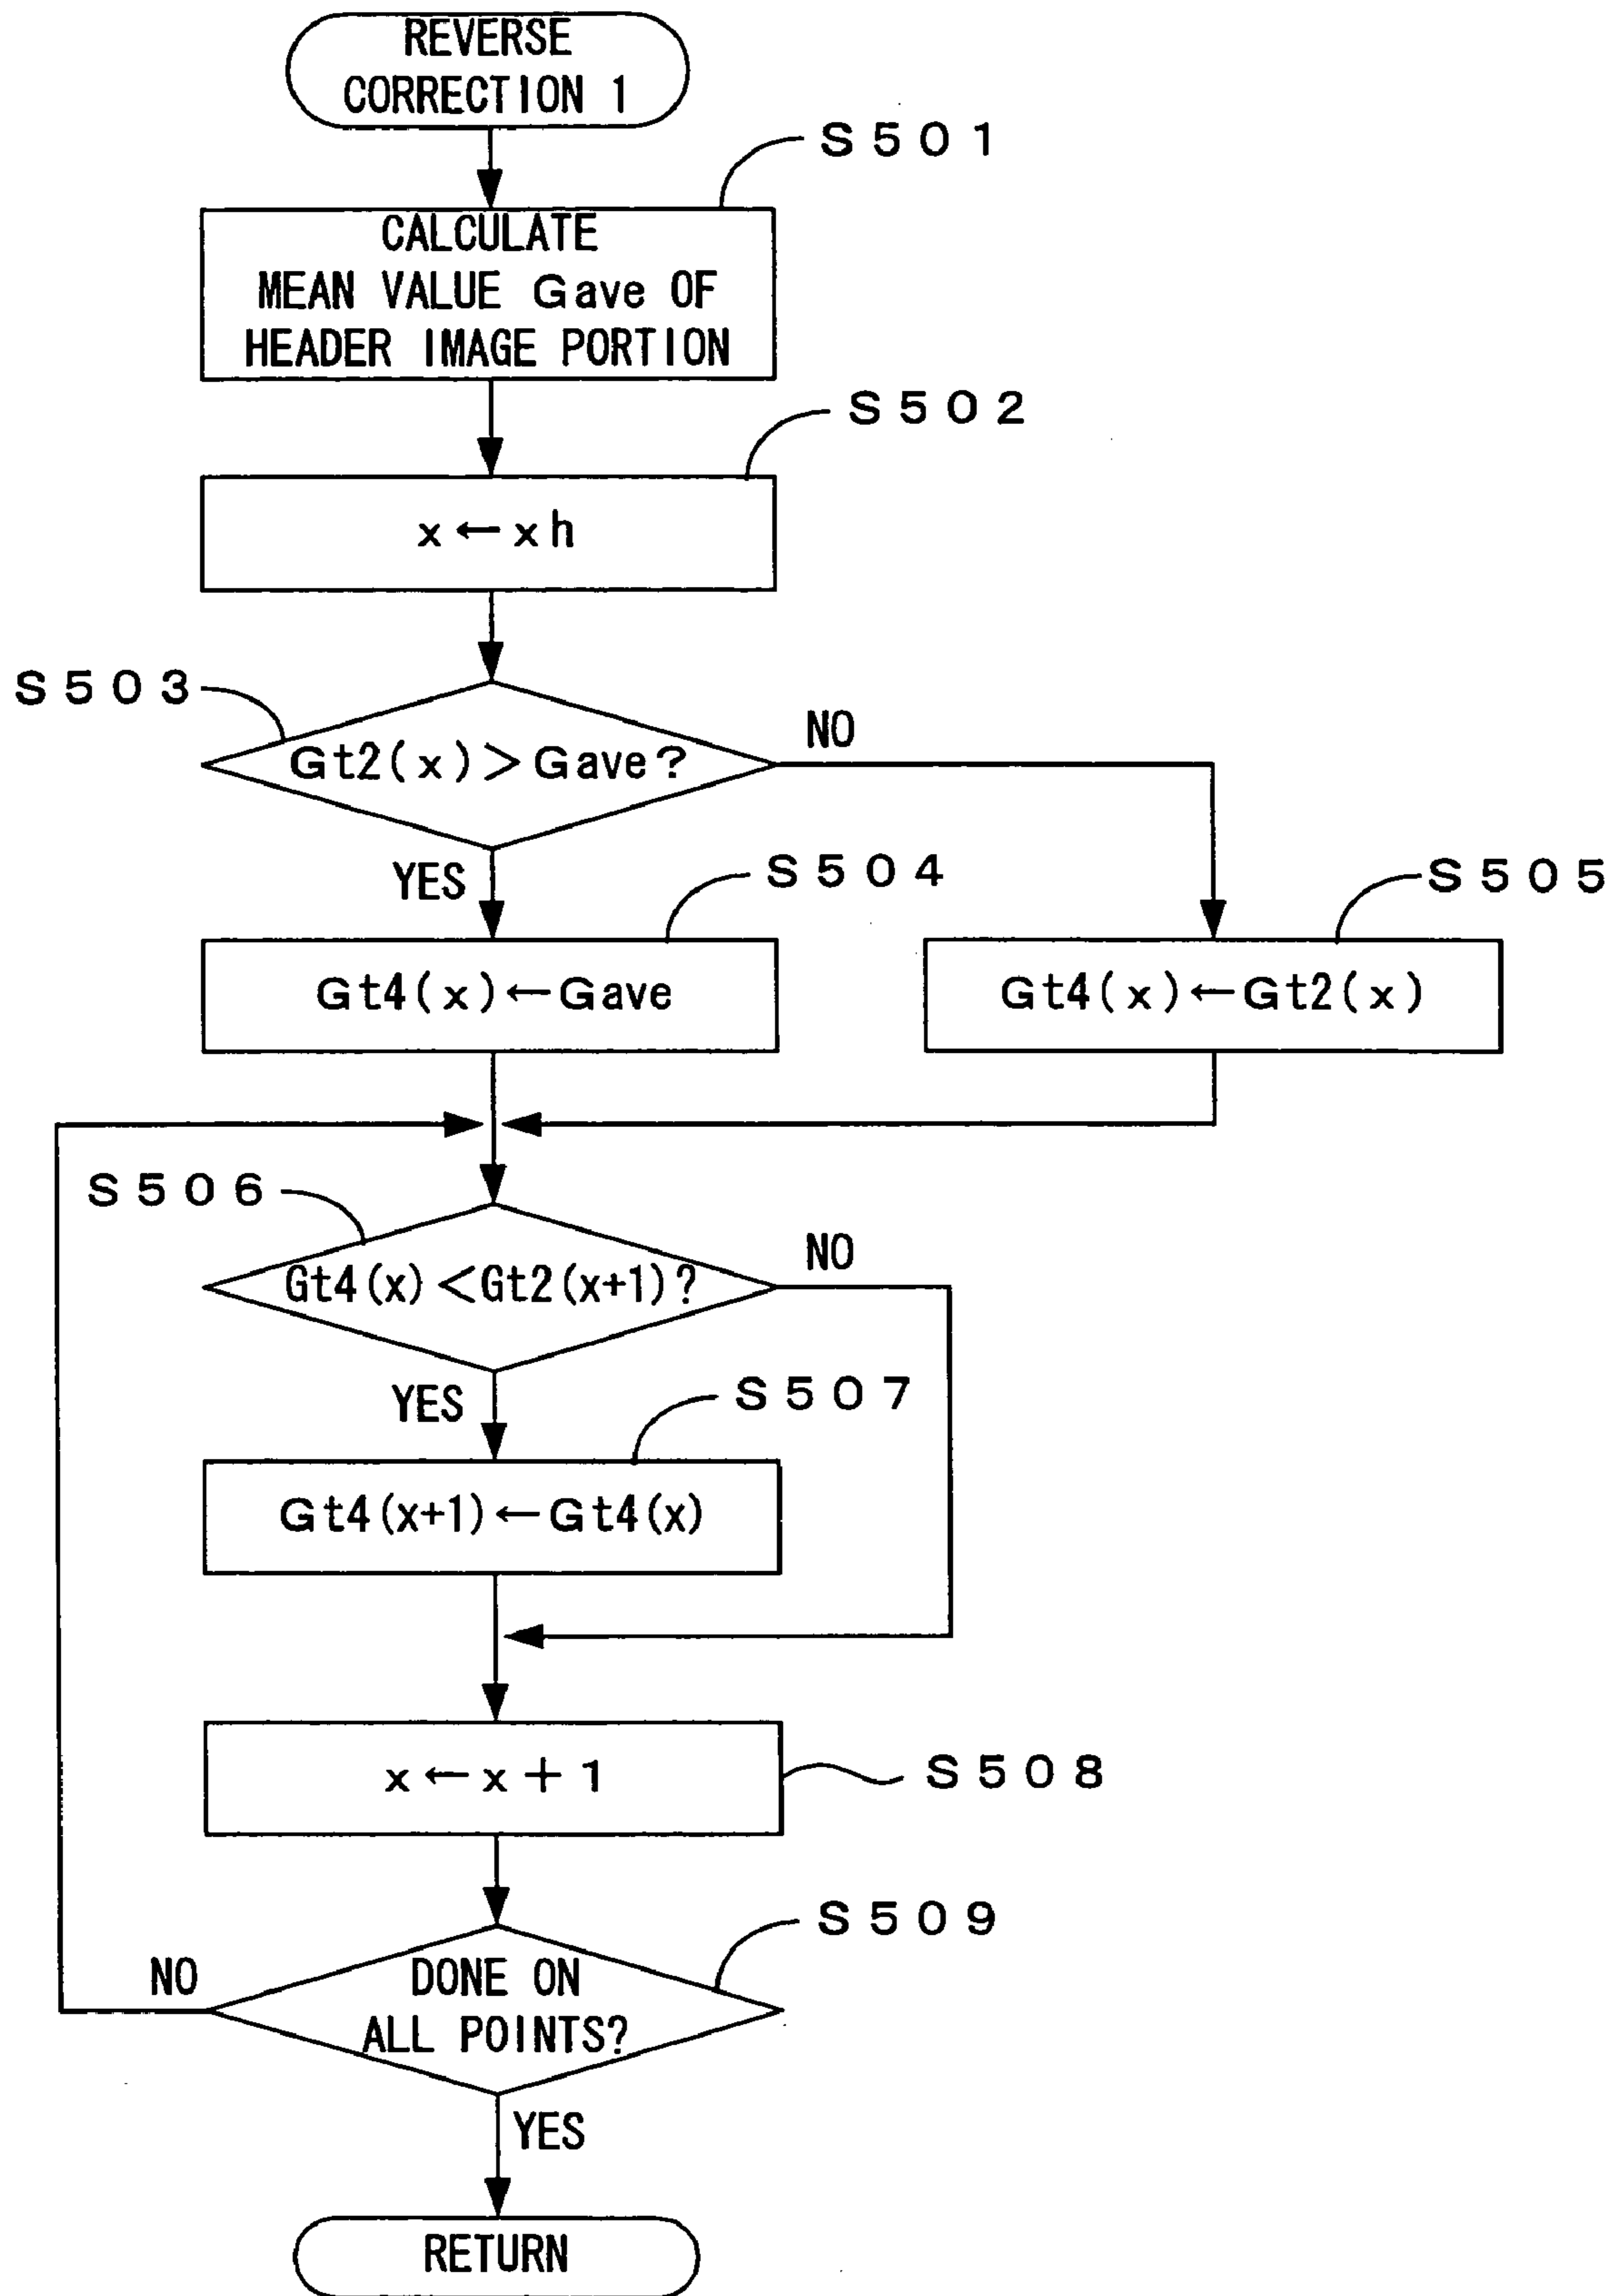 REVERSE
CORRECTION 1
S501
CALCULATE
MEAN VALUE Gave OF
HEADER IMAGE PORTION
S502
x←xh
S503
Gt2(x)>Gave?
NO
YES
S504
S505
Gt4(x)←Gave
Gt4(x)←Gt2(x)
S506
Gt4(x)<Gt2(x+1)?
NO
YES
S507
Gt4(x+1)←Gt4(x)
x←x+1
S508
S509
NO
DONE ON
ALL POINTS?
YES
RETURN